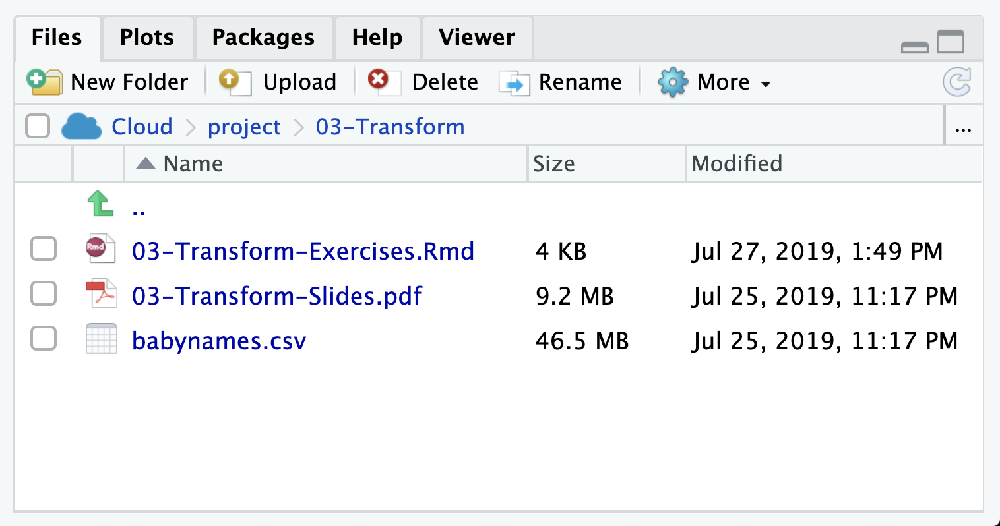 Files Plots Packages Help Viewer
New Folder Upload Delete Rename More
Cloud project 03-Transform ...
Name Size Modified
..
Rmd 03-Transform-Exercises.Rmd 4 KB Jul 27, 2019, 1:49 PM
03-Transform-Slides.pdf 9.2 MB Jul 25, 2019, 11:17 PM
babynames.csv 46.5 MB Jul 25, 2019, 11:17 PM